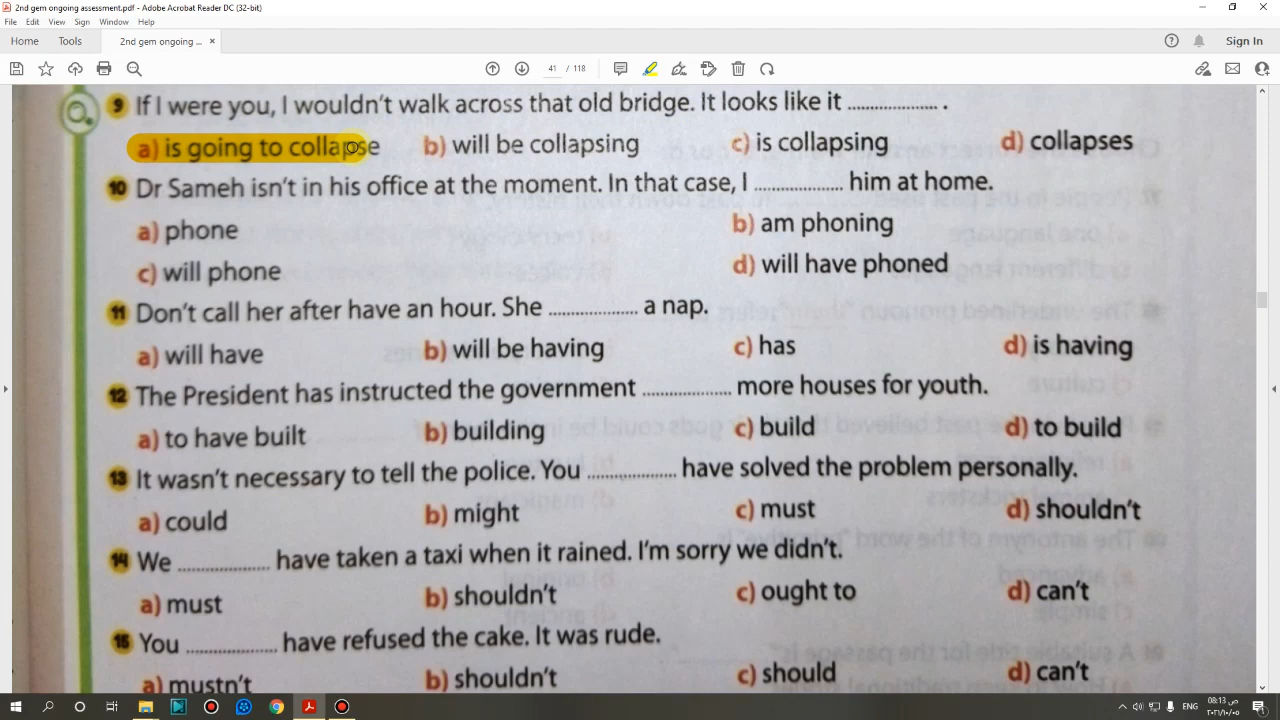 2nd gem ongoing assessment.pdf - Adobe Acrobat Reader DC (32-bit)
File Edit View Sign Window Help
Home Tools 2nd gem ongoing ... × Sign In
41 / 118
9 If I were you, I wouldn't walk across that old bridge. It looks like it ................ .
a) is going to collapse b) will be collapsing c) is collapsing d) collapses
10 Dr Sameh isn't in his office at the moment. In that case, I ................ him at home.
a) phone b) am phoning
c) will phone d) will have phoned
11 Don't call her after have an hour. She ................ a nap.
a) will have b) will be having c) has d) is having
12 The President has instructed the government ................ more houses for youth.
a) to have built b) building c) build d) to build
13 It wasn't necessary to tell the police. You ................ have solved the problem personally.
a) could b) might c) must d) shouldn't
14 We ................ have taken a taxi when it rained. I'm sorry we didn't.
a) must b) shouldn't c) ought to d) can't
15 You ................ have refused the cake. It was rude.
a) mustn't b) shouldn't c) should d) can't
ENG 08:13 ص
٢٠٢١/١٠/٠٥